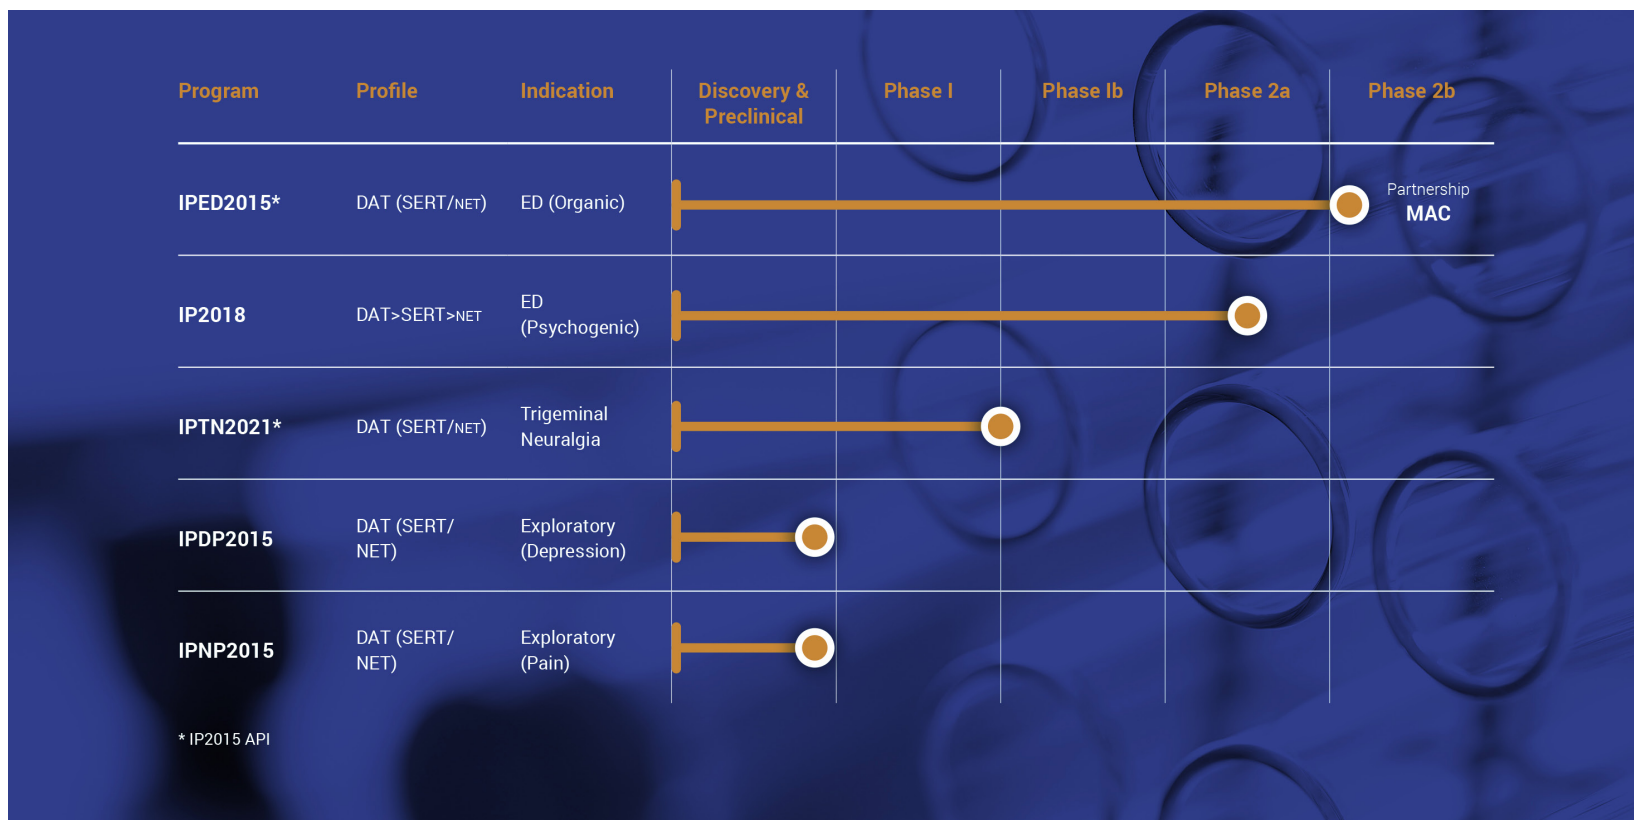 Program Profile Indication Discovery & Phase I Phase Ib Phase 2a Phase 2b
Preclinical
IPED2015* DAT (SERT/NET) ED (Organic) Partnership
MAC
IP2018 DAT>SERT>NET ED
(Psychogenic)
IPTN2021* DAT (SERT/NET) Trigeminal
Neuralgia
IPDP2015 DAT (SERT/ Exploratory
NET) (Depression)
IPNP2015 DAT (SERT/ Exploratory
NET) (Pain)
* IP2015 API